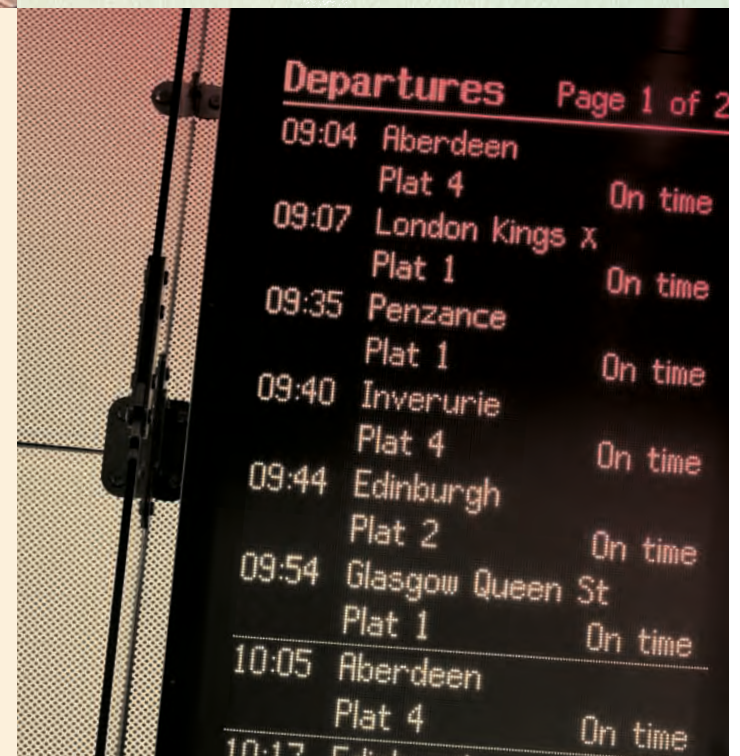 Departures Page 1 of 2
09:04 Aberdeen
Plat 4 On time
09:07 London Kings X
Plat 1 On time
09:35 Penzance
Plat 1 On time
09:40 Inverurie
Plat 4 On time
09:44 Edinburgh
Plat 2 On time
09:54 Glasgow Queen St
Plat 1 On time
10:05 Aberdeen
Plat 4 On time
10:17